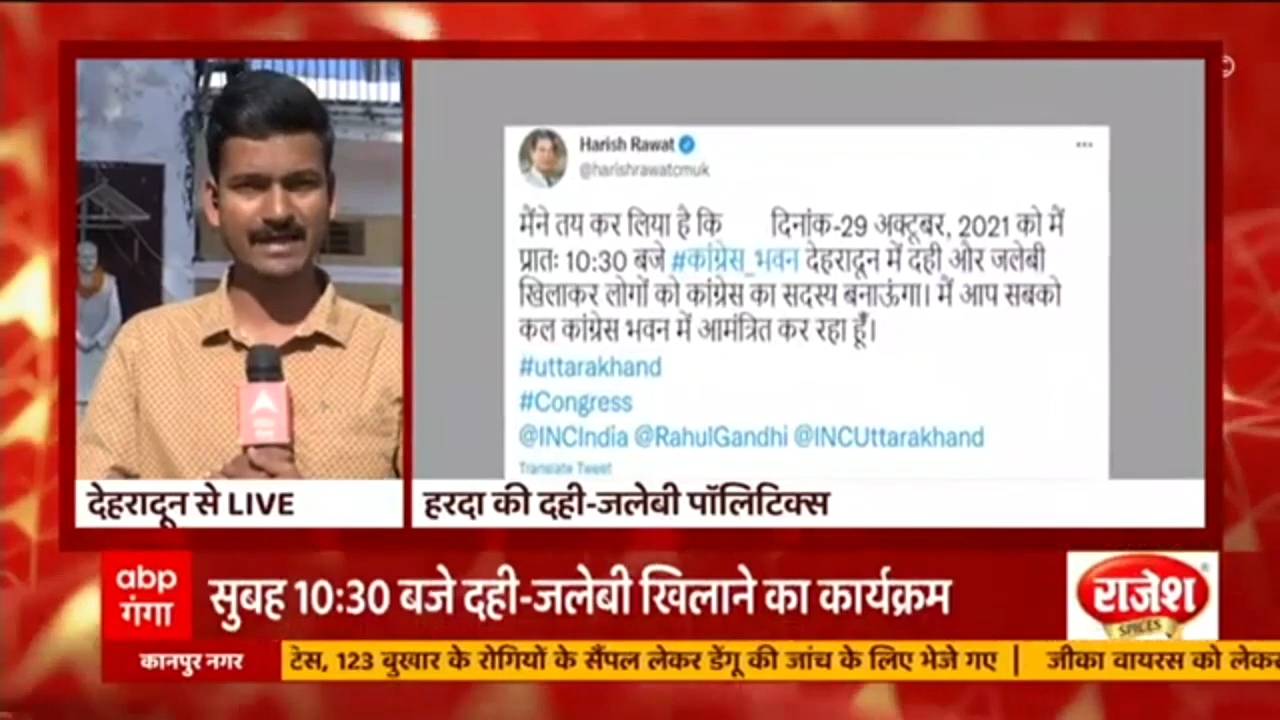 Harish Rawat
@harishrawatcmuk
मैंने तय कर लिया है कि दिनांक-29 अक्टूबर, 2021 को मैं
प्रातः 10:30 बजे #कांग्रेस_भवन देहरादून में दही और जलेबी
खिलाकर लोगों को कांग्रेस का सदस्य बनाऊंगा। मैं आप सबको
कल कांग्रेस भवन में आमंत्रित कर रहा हूँ।
#uttarakhand
#Congress
@INCIndia @RahulGandhi @INCUttarakhand
Translate Tweet
देहरादून से LIVE
हरदा की दही-जलेबी पॉलिटिक्स
abp
गंगा
सुबह 10:30 बजे दही-जलेबी खिलाने का कार्यक्रम
राजेश
SPICES
कानपुर नगर
टेस, 123 बुखार के रोगियों के सैंपल लेकर डेंगू की जांच के लिए भेजे गए | जीका वायरस को लेकर